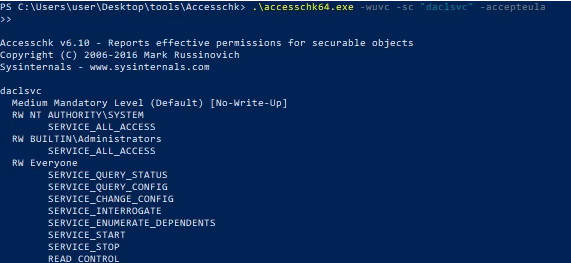 PS C:\Users\user\Desktop\tools\Accesschk> .\accesschk64.exe -wuvc -sc "daclsvc" -accepteula
>>
Accesschk v6.10 - Reports effective permissions for securable objects
Copyright (C) 2006-2016 Mark Russinovich
Sysinternals - www.sysinternals.com
daclsvc
Medium Mandatory Level (Default) [No-Write-Up]
RW NT AUTHORITY\SYSTEM
SERVICE_ALL_ACCESS
RW BUILTIN\Administrators
SERVICE_ALL_ACCESS
RW Everyone
SERVICE_QUERY_STATUS
SERVICE_QUERY_CONFIG
SERVICE_CHANGE_CONFIG
SERVICE_INTERROGATE
SERVICE_ENUMERATE_DEPENDENTS
SERVICE_START
SERVICE_STOP
READ_CONTROL